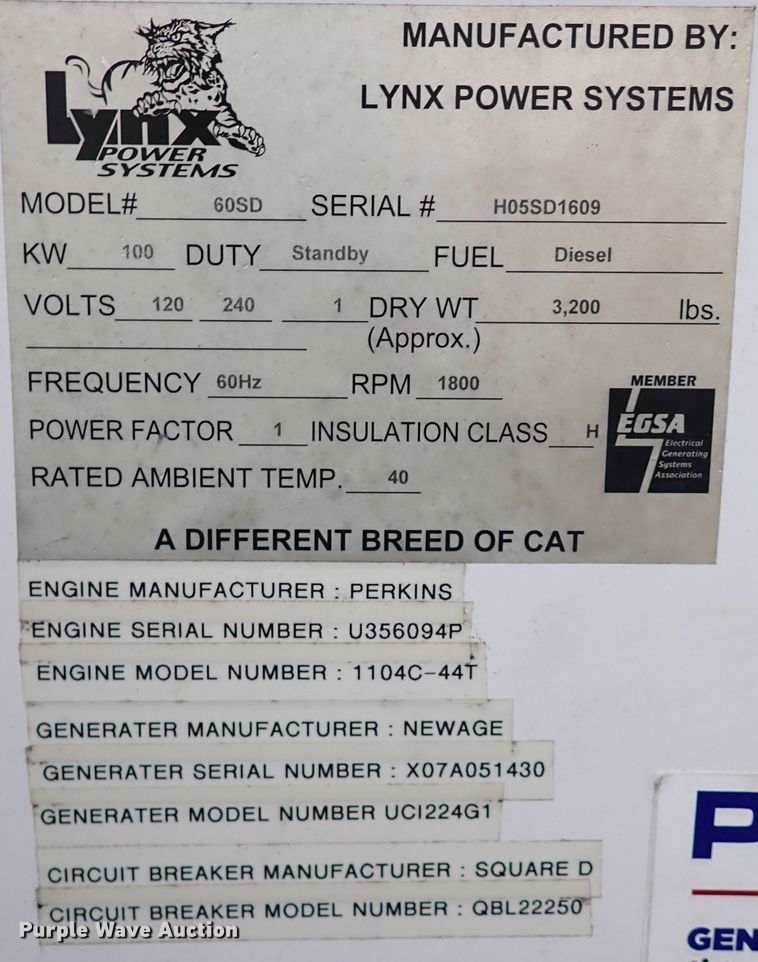 Lynx
POWER
SYSTEMS
MANUFACTURED BY:
LYNX POWER SYSTEMS
MODEL# 60SD SERIAL # H05SD1609
KW 100 DUTY Standby FUEL Diesel
VOLTS 120 240 1 DRY WT 3,200 lbs.
(Approx.)
FREQUENCY 60Hz RPM 1800
POWER FACTOR 1 INSULATION CLASS H
RATED AMBIENT TEMP. 40
MEMBER
EGSA
Electrical
Generating
Systems
Association
A DIFFERENT BREED OF CAT
ENGINE MANUFACTURER : PERKINS
ENGINE SERIAL NUMBER : U356094P
ENGINE MODEL NUMBER : 1104C-44T
GENERATER MANUFACTURER : NEWAGE
GENERATER SERIAL NUMBER : X07A051430
GENERATER MODEL NUMBER UCI224G1
CIRCUIT BREAKER MANUFACTURER : SQUARE D
CIRCUIT BREAKER MODEL NUMBER : QBL22250
P
GEN
Purple Wave Auction